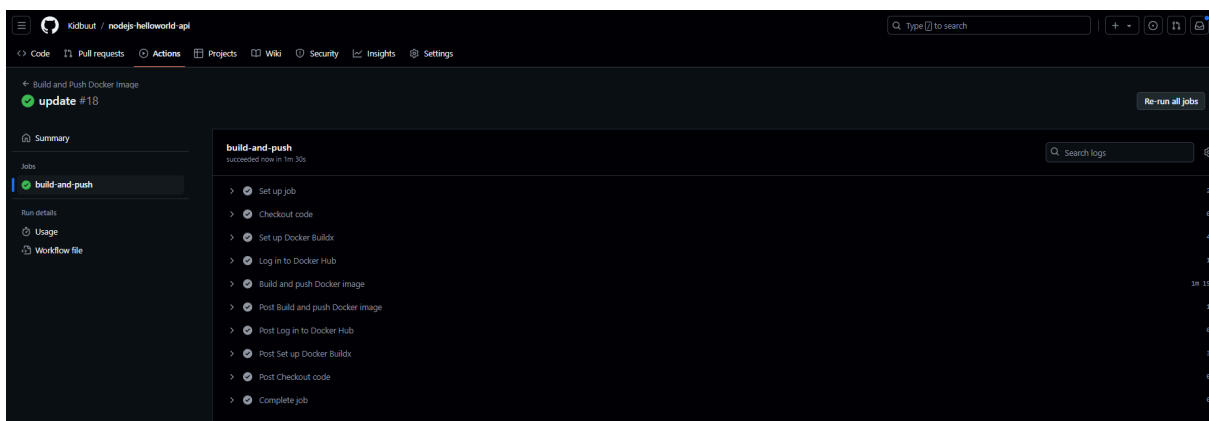 Kidbuut / nodejs-helloworld-api
Type / to search
Code Pull requests Actions Projects Wiki Security Insights Settings
Build and Push Docker Image
update #18
Re-run all jobs
Summary
Jobs
build-and-push
Run details
Usage
Workflow file
build-and-push
succeeded now in 1m 30s
Search logs
Set up job
Checkout code
Set up Docker Buildx
Log in to Docker Hub
Build and push Docker image
1m
Post Build and push Docker image
Post Log in to Docker Hub
Post Set up Docker Buildx
Post Checkout code
Complete job